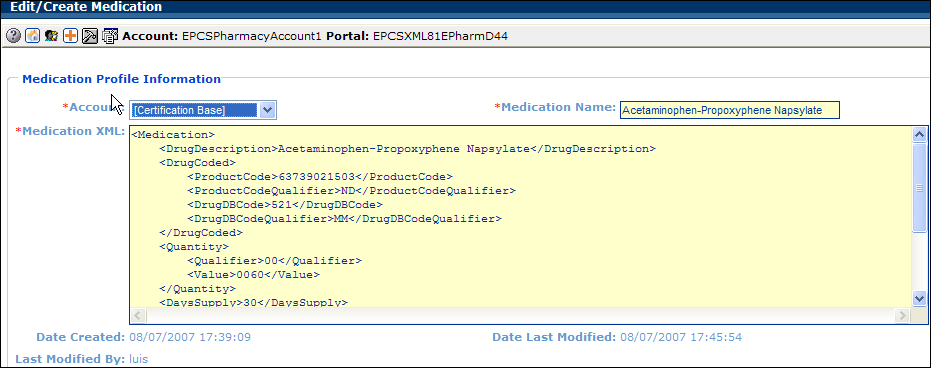 Edit/Create Medication
Account: EPCSPharmacyAccount1 Portal: EPCSXML81EPharmD44
Medication Profile Information
*Account: [Certification Base] *Medication Name: Acetaminophen-Propoxyphene Napsylate
*Medication XML: <Medication>
<DrugDescription>Acetaminophen-Propoxyphene Napsylate</DrugDescription>
<DrugCoded>
<ProductCode>63739021503</ProductCode>
<ProductCodeQualifier>ND</ProductCodeQualifier>
<DrugDBCode>521</DrugDBCode>
<DrugDBCodeQualifier>MM</DrugDBCodeQualifier>
</DrugCoded>
<Quantity>
<Qualifier>00</Qualifier>
<Value>0060</Value>
</Quantity>
<DaysSupply>30</DaysSupply>
Date Created: 08/07/2007 17:39:09 Date Last Modified: 08/07/2007 17:45:54
Last Modified By: luis